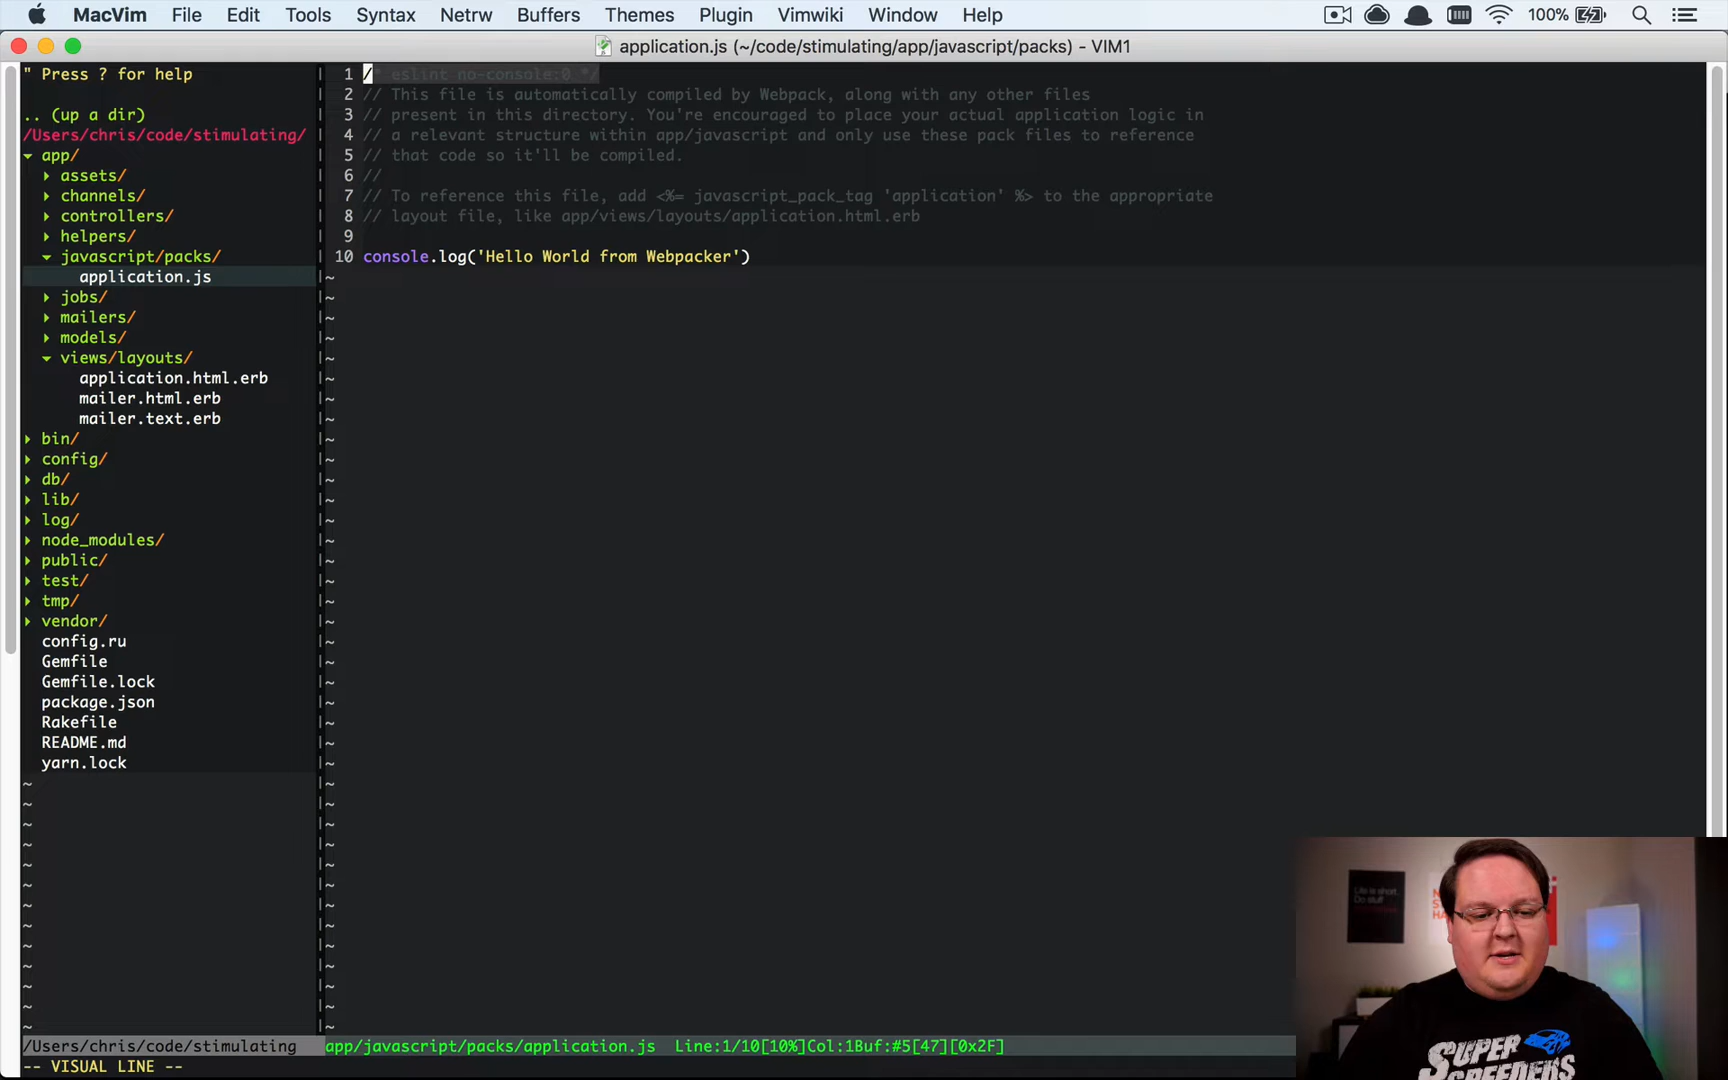 MacVim File Edit Tools Syntax Netrw Buffers Themes Plugin Vimwiki Window Help 100%
application.js (~/code/stimulating/app/javascript/packs) - VIM1
" Press ? for help
.. (up a dir)
/Users/chris/code/stimulating/
app/
assets/
channels/
controllers/
helpers/
javascript/packs/
application.js
jobs/
mailers/
models/
views/layouts/
application.html.erb
mailer.html.erb
mailer.text.erb
bin/
config/
db/
lib/
log/
node_modules/
public/
test/
tmp/
vendor/
config.ru
Gemfile
Gemfile.lock
package.json
Rakefile
README.md
yarn.lock
1 /* eslint no-console:0 */
2 // This file is automatically compiled by Webpack, along with any other files
3 // present in this directory. You're encouraged to place your actual application logic in
4 // a relevant structure within app/javascript and only use these pack files to reference
5 // that code so it'll be compiled.
6 //
7 // To reference this file, add <%= javascript_pack_tag 'application' %> to the appropriate
8 // layout file, like app/views/layouts/application.html.erb
9
10 console.log('Hello World from Webpacker')
Life is short.
Do stuff
SUPER
SPEEDERS
/Users/chris/code/stimulating app/javascript/packs/application.js Line:1/10[10%]Col:1Buf:#5[47][0x2F]
-- VISUAL LINE --